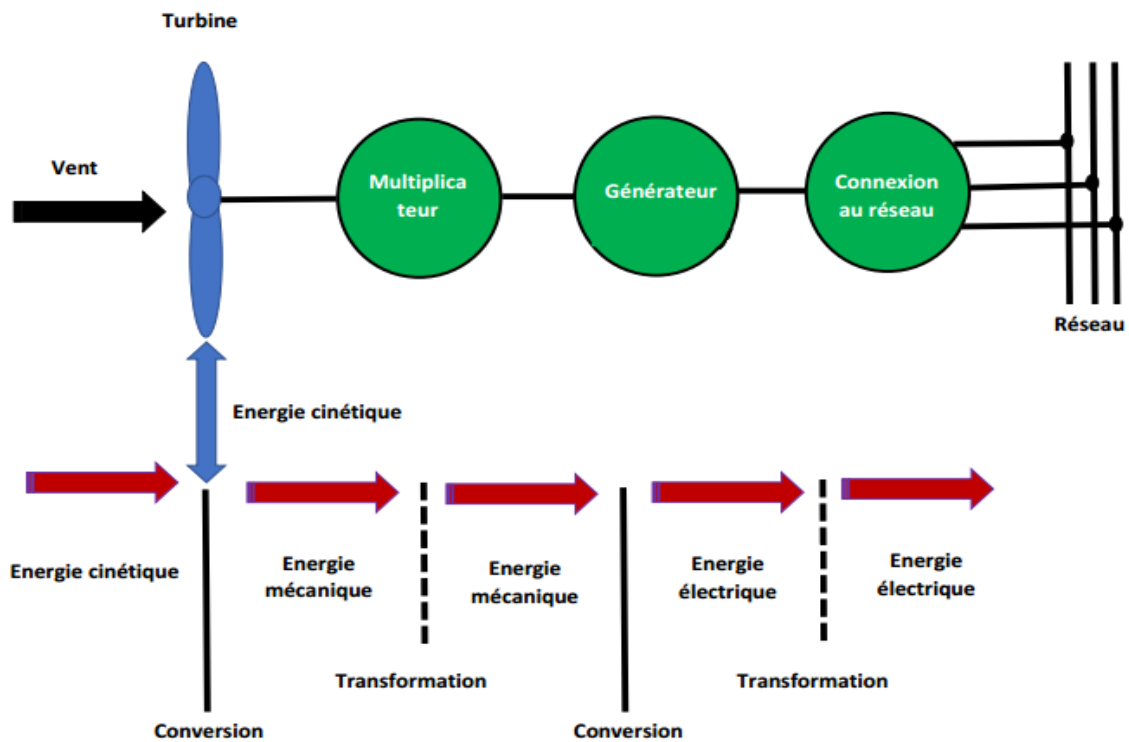 Turbine
Vent
Multiplica
teur
Générateur
Connexion
au réseau
Réseau
Energie cinétique
Energie cinétique
Energie
mécanique
Energie
mécanique
Energie
électrique
Energie
électrique
Transformation
Transformation
Conversion
Conversion